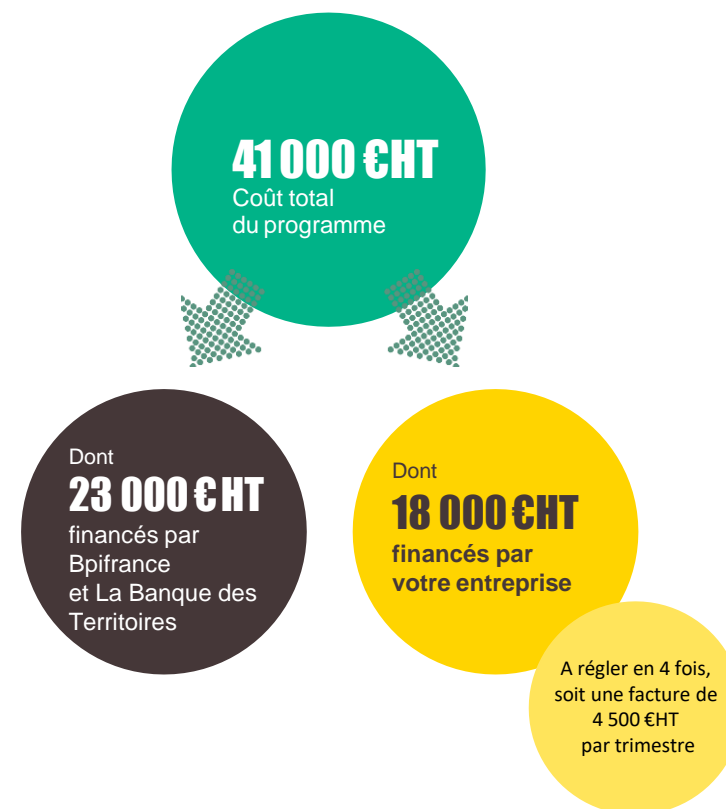 41 000 €HT
Coût total
du programme
Dont
23 000 € HT
financés par
Bpifrance
et La Banque des
Territoires
Dont
18 000 €HT
financés par
votre entreprise
A régler en 4 fois,
soit une facture de
4 500 €HT
par trimestre